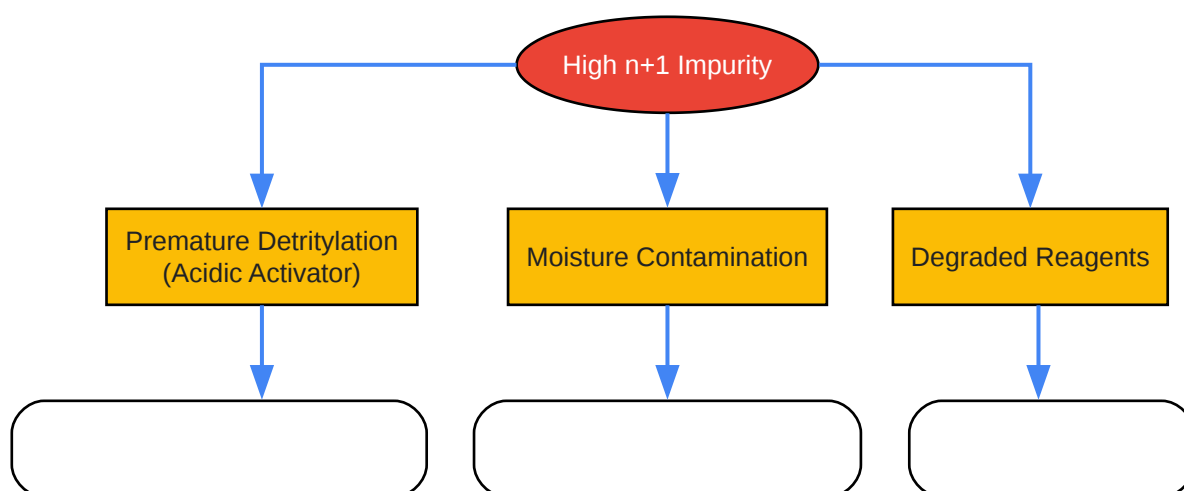 High n+1 Impurity
Premature Detritylation
(Acidic Activator)
Moisture Contamination
Degraded Reagents